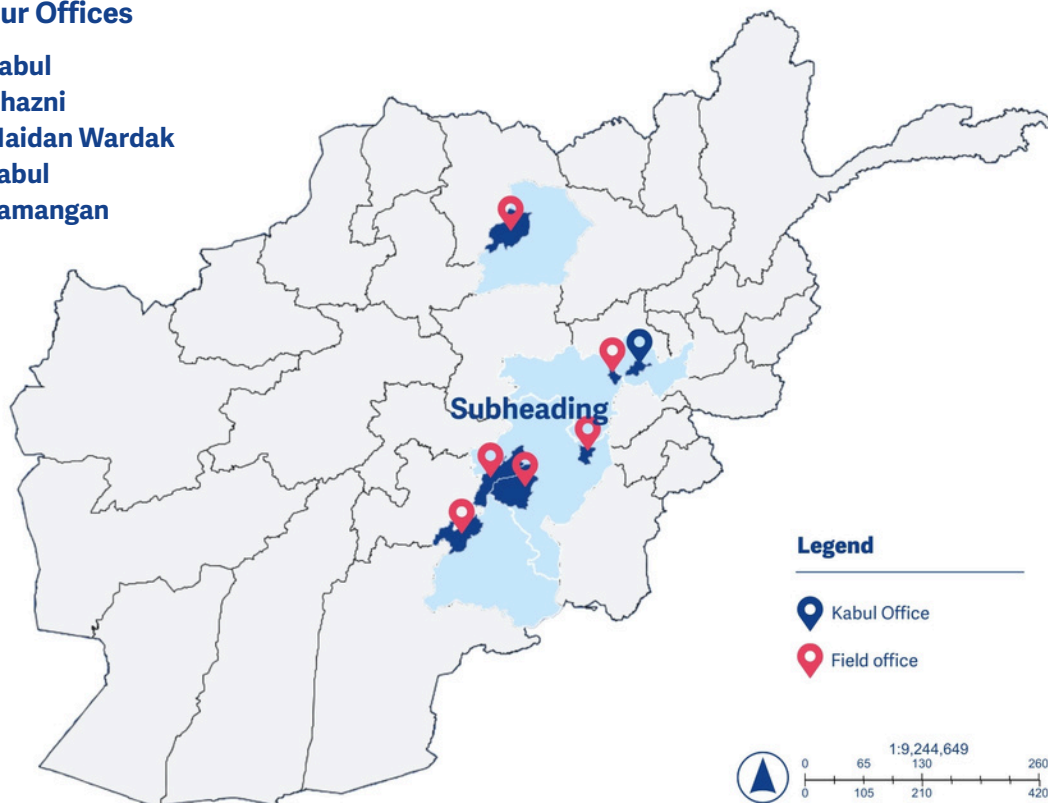 ur Offices
abul
hazni
Maidan Wardak
abul
amangan
Subheading
Legend
Kabul Office
Field office
1:9,244,649
0 65 130 260
0 105 210 420